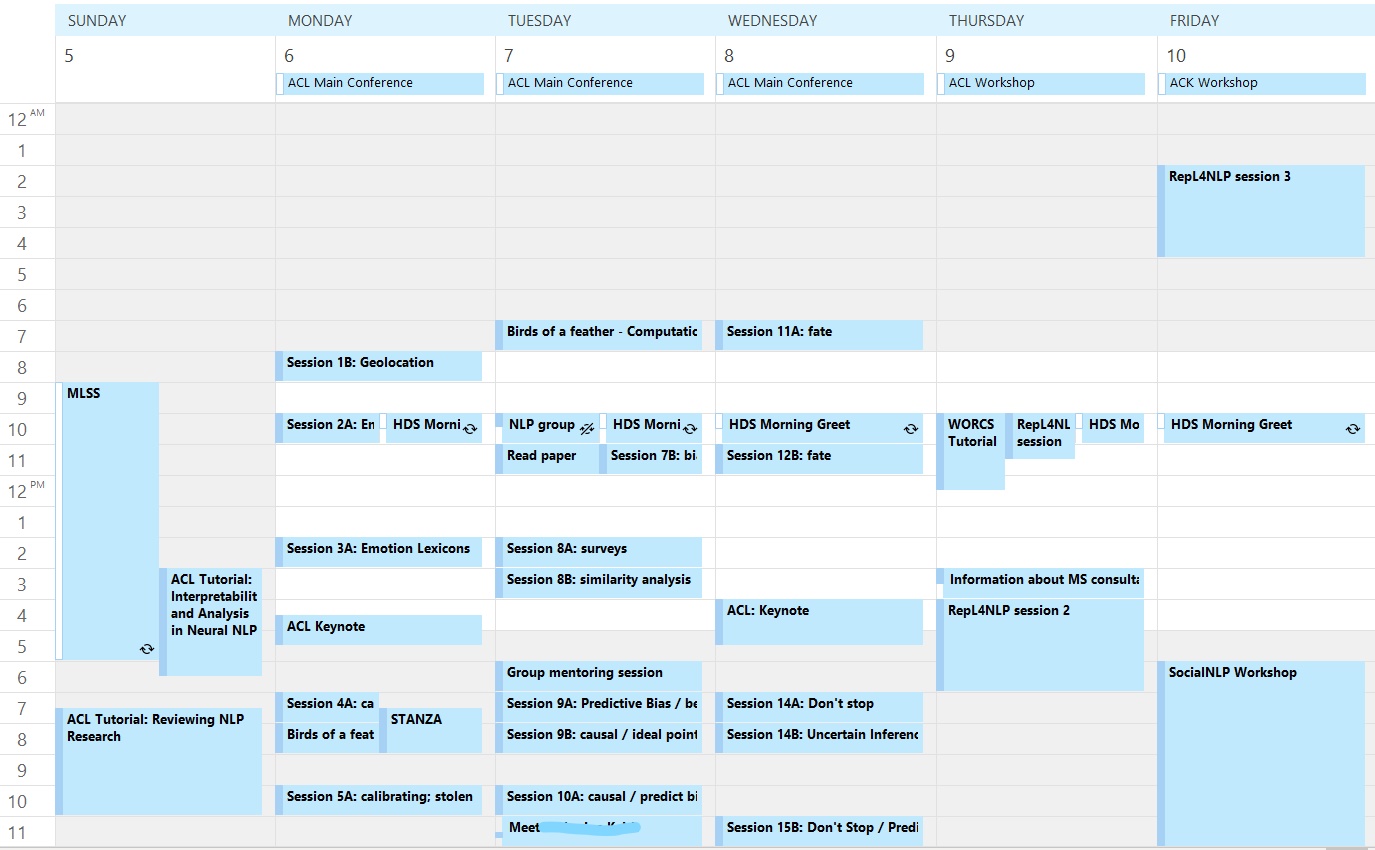 SUNDAY MONDAY TUESDAY WEDNESDAY THURSDAY FRIDAY
5 6 7 8 9 10
ACL Main Conference ACL Main Conference ACL Main Conference ACL Workshop ACK Workshop
12 AM
1
2 RepL4NLP session 3
3
4
5
6
7 Birds of a feather - Computatic Session 11A: fate
8 Session 1B: Geolocation
9 MLSS
10 Session 2A: En HDS Morni NLP group HDS Morni HDS Morning Greet WORCS RepL4NL HDS Mo HDS Morning Greet
Tutorial session
11 Read paper Session 7B: bi Session 12B: fate
12 PM
1
2 Session 3A: Emotion Lexicons Session 8A: surveys
3 ACL Tutorial: Session 8B: similarity analysis Information about MS consulta
Interpretabilit
and Analysis
in Neural NLP
4 ACL Keynote ACL: Keynote RepL4NLP session 2
5
6 Group mentoring session SocialNLP Workshop
7 ACL Tutorial: Reviewing NLP Session 4A: ca STANZA Session 9A: Predictive Bias / be Session 14A: Don't stop
Research
8 Birds of a feat Session 9B: causal / ideal point Session 14B: Uncertain Inferenc
9
10 Session 5A: calibrating; stolen Session 10A: causal / predict bi
11 Meet Session 15B: Don't Stop / Predi